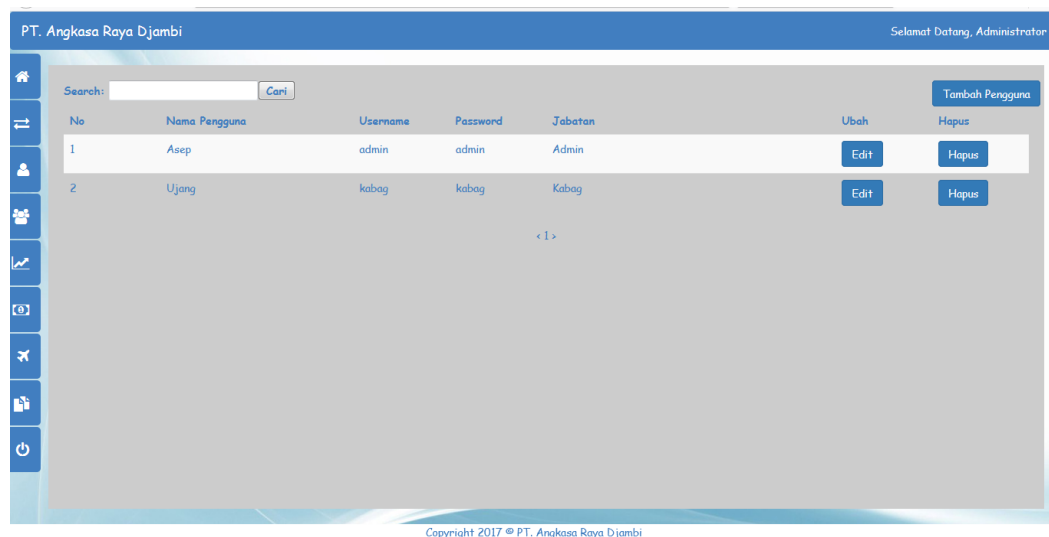 PT. Angkasa Raya Djambi
Selamat Datang, Administrator
Search: Cari
Tambah Pengguna
No Nama Pengguna Username Password Jabatan Ubah Hapus
1 Asep admin admin Admin Edit Hapus
2 Ujang kabag kabag Kabag Edit Hapus
< 1 >
Copyright 2017 © PT. Angkasa Raya Djambi